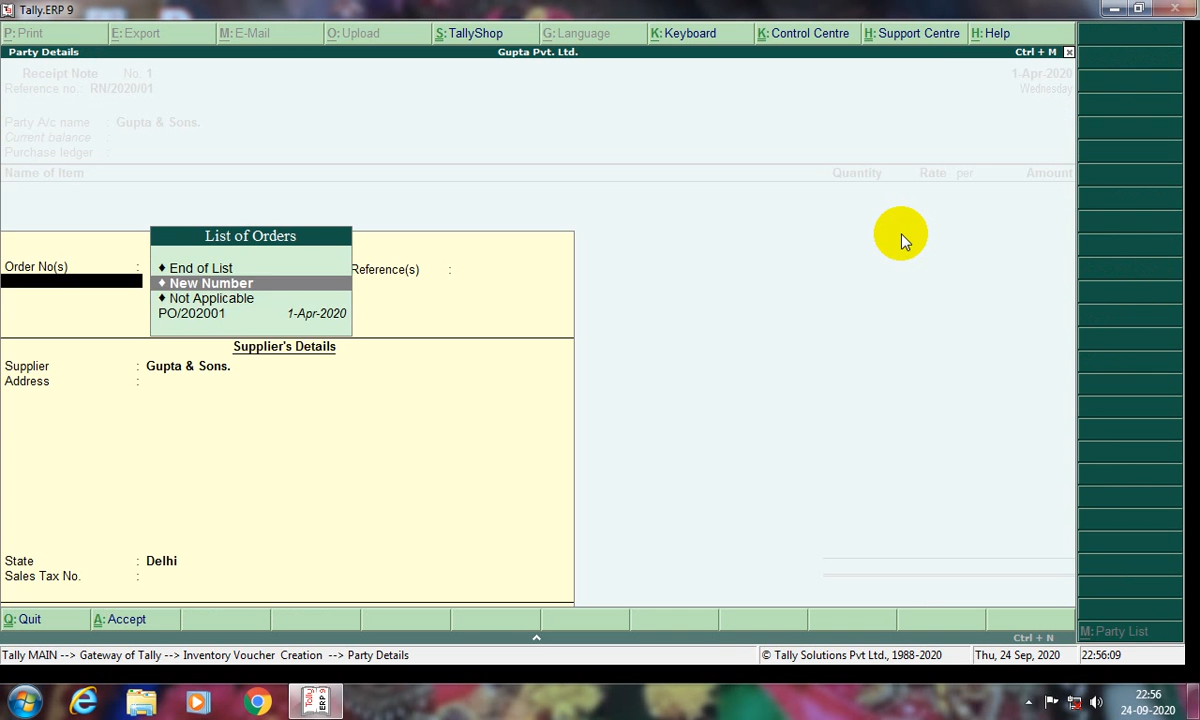 Tally.ERP 9
P: Print E: Export M: E-Mail O: Upload S: TallyShop G: Language K: Keyboard K: Control Centre H: Support Centre H: Help
Party Details Gupta Pvt. Ltd. Ctrl + M
Receipt Note No. 1 1-Apr-2020
Reference no.: RN/2020/01 Wednesday
Party A/c name : Gupta & Sons.
Current balance :
Purchase ledger :
Name of Item Quantity Rate per Amount
List of Orders
Order No(s) : Reference(s) :
♦ End of List
♦ New Number
♦ Not Applicable
PO/202001 1-Apr-2020
Supplier's Details
Supplier : Gupta & Sons.
Address :
State : Delhi
Sales Tax No. :
Q: Quit A: Accept
M: Party List
Ctrl + N
Tally MAIN --> Gateway of Tally --> Inventory Voucher Creation --> Party Details © Tally Solutions Pvt Ltd., 1988-2020 Thu, 24 Sep, 2020 22:56:09
Tally ERP 9
22:56
24-09-2020